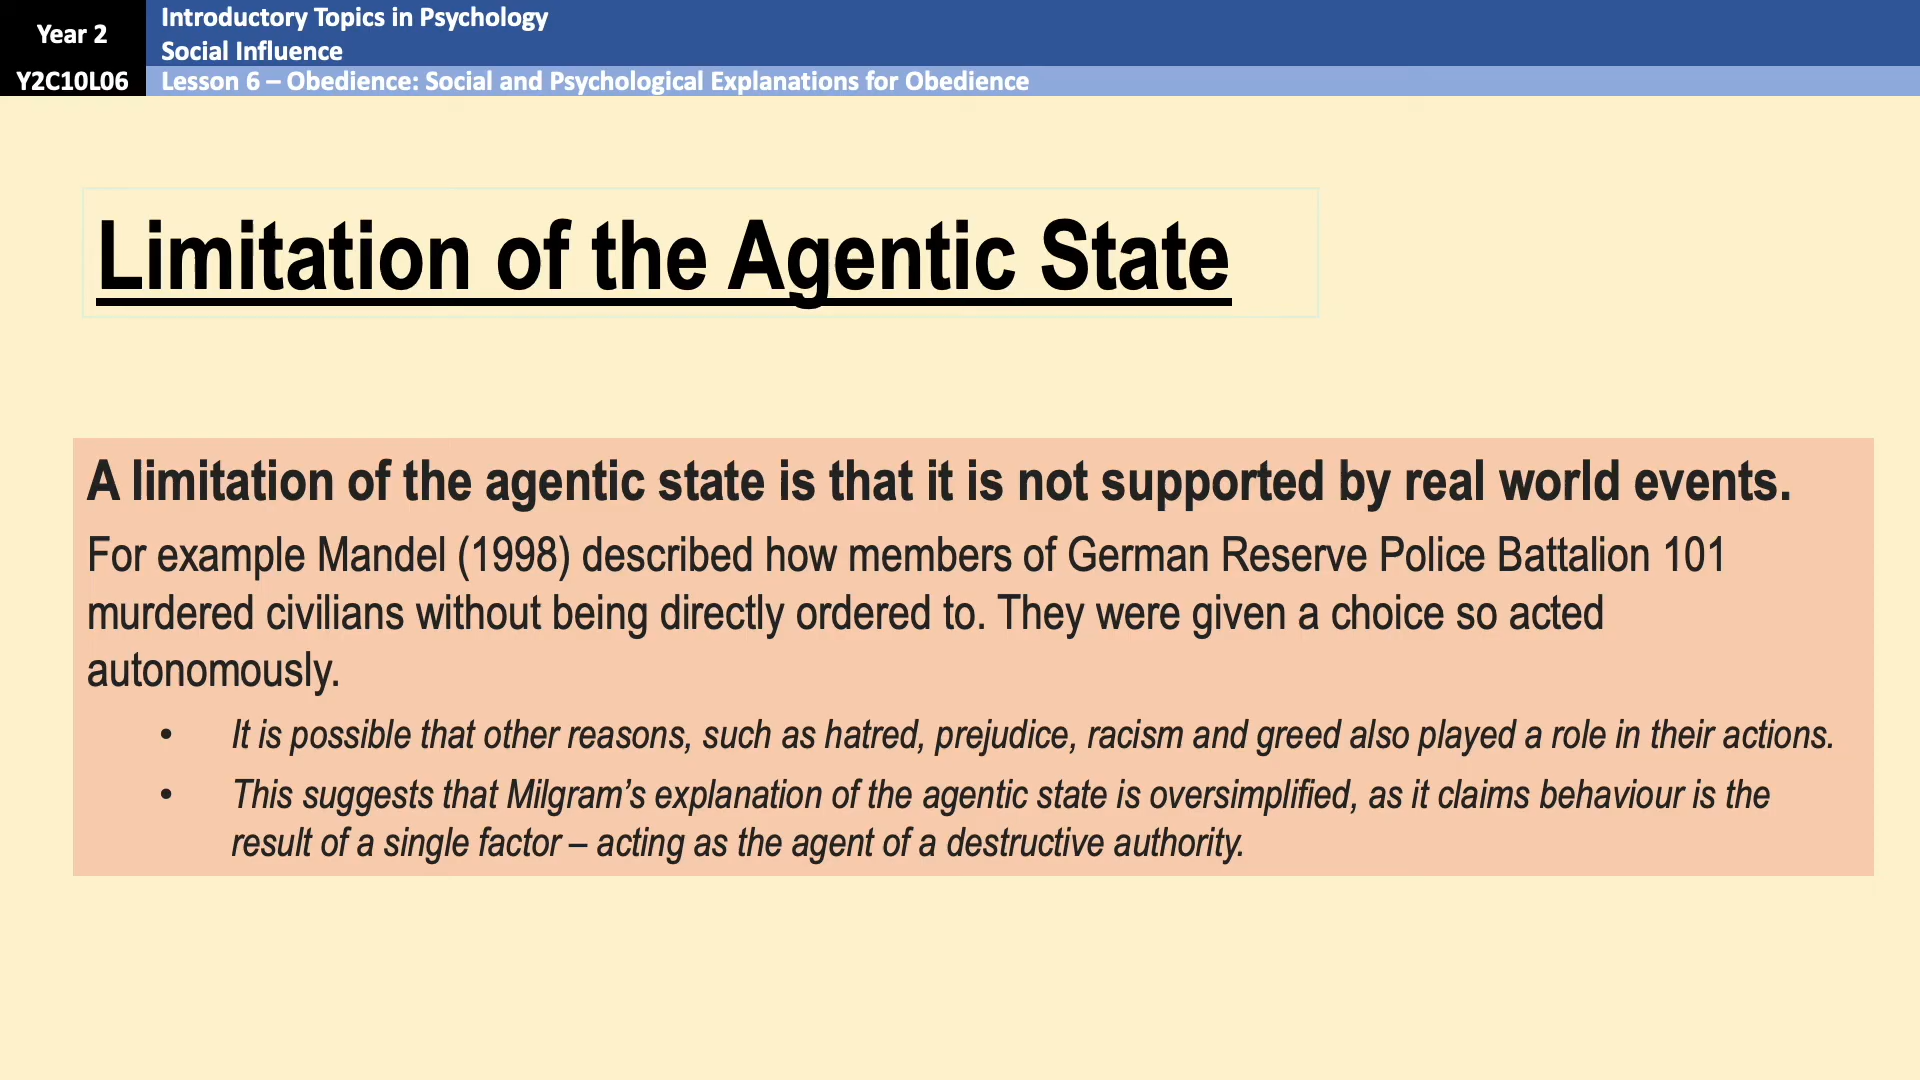 Year 2
Introductory Topics in Psychology
Social Influence
Y2C10L06
Lesson 6 – Obedience: Social and Psychological Explanations for Obedience
Limitation of the Agentic State
A limitation of the agentic state is that it is not supported by real world events.
For example Mandel (1998) described how members of German Reserve Police Battalion 101
murdered civilians without being directly ordered to. They were given a choice so acted
autonomously.
• It is possible that other reasons, such as hatred, prejudice, racism and greed also played a role in their actions.
• This suggests that Milgram’s explanation of the agentic state is oversimplified, as it claims behaviour is the
result of a single factor – acting as the agent of a destructive authority.